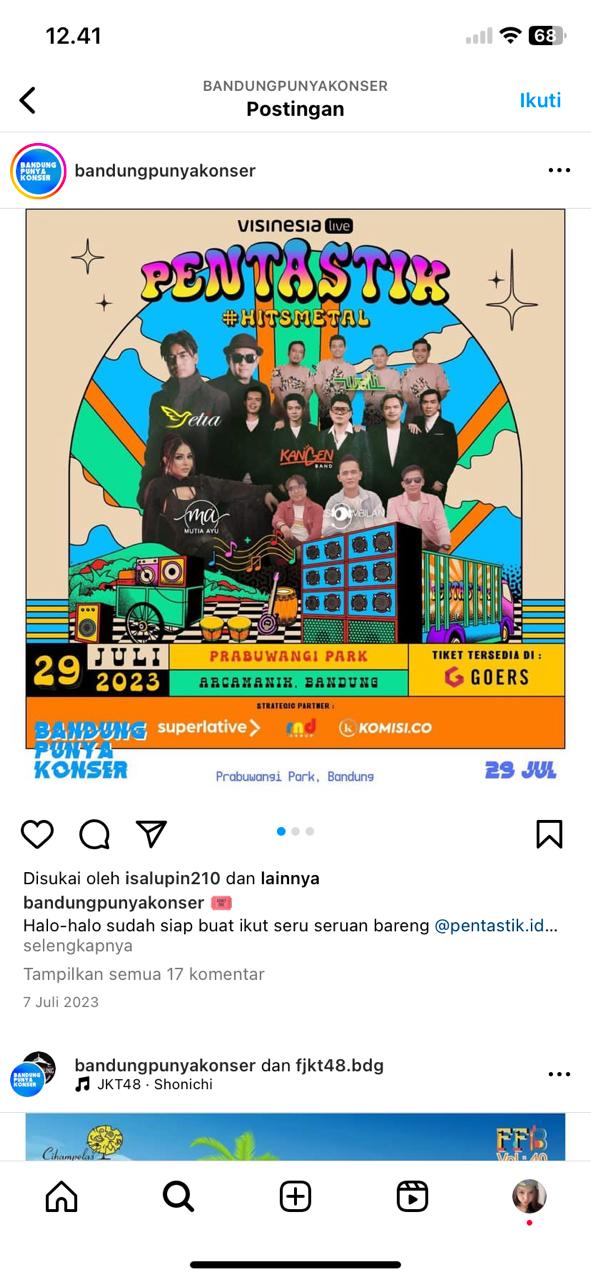 12.41
68
BANDUNGPUNYAKONSER
Postingan
Ikuti
BANDUNG
PUNYA
KONSER
bandungpunyakonser
VISINESIA live
PENTASTIK
#HITSMETAL
Setia
WALI
KANGEN
BAND
ma
MUTIA AYU
29 JULI
2023
PRABUWANGI PARK
ARCAMANIK, BANDUNG
TIKET TERSEDIA DI :
GOERS
STRATEGIC PARTNER :
superlative
rnd
KOMISI.CO
BANDUNG
PUNYA
KONSER
Prabuwangi Park, Bandung
29 JUL
Disukai oleh isalupin210 dan lainnya
bandungpunyakonser
Halo-halo sudah siap buat ikut seru seruan bareng @pentastik.id...
selengkapnya
Tampilkan semua 17 komentar
7 Juli 2023
BANDUNG
PUNYA
KONSER
bandungpunyakonser dan fjkt48.bdg
JKT48 · Shonichi
Cihampelas
FFB
Vol : 40